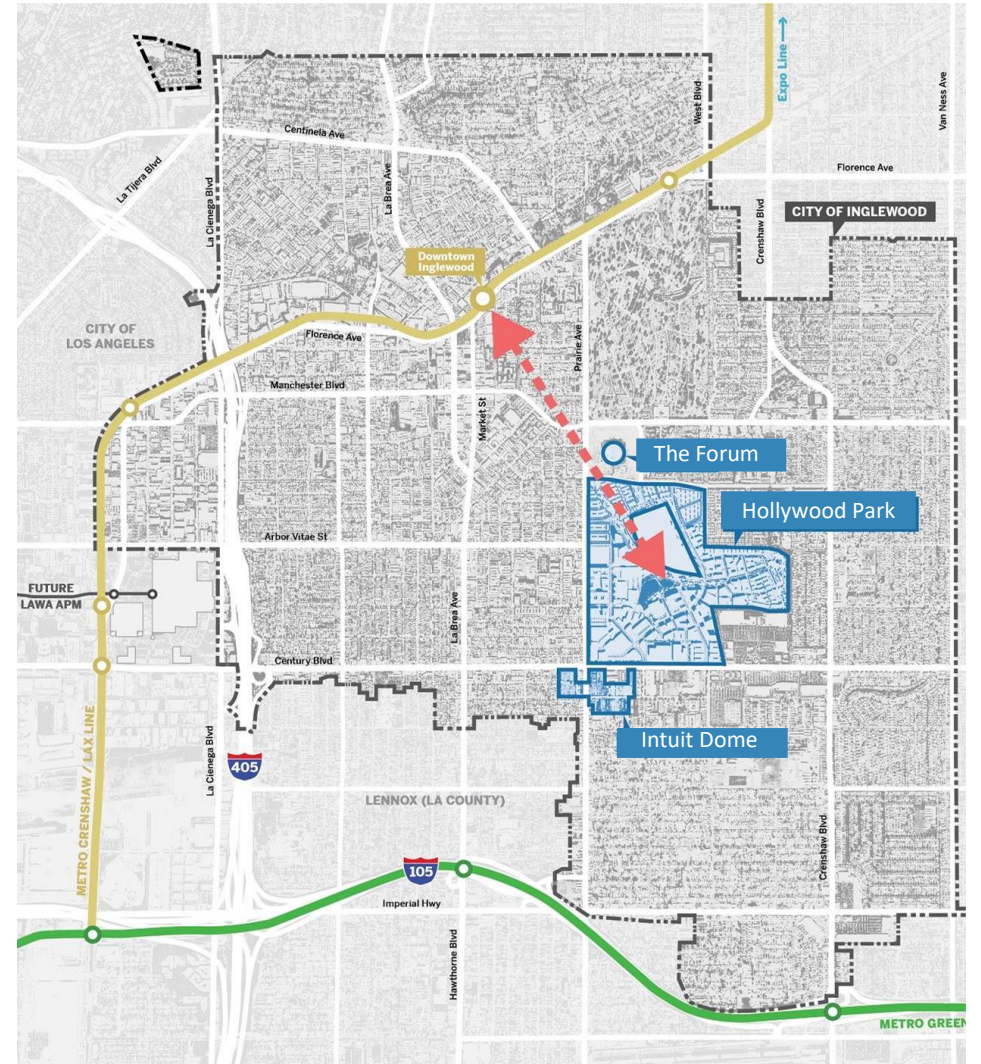 Expo Line
West Blvd
Van Ness Ave
Centinela Ave
La Tijera Blvd
La Cienega Blvd
La Brea Ave
Florence Ave
Crenshaw Blvd
CITY OF INGLEWOOD
Downtown
Inglewood
CITY OF
LOS ANGELES
Florence Ave
Prairie Ave
Manchester Blvd
Market St
The Forum
Hollywood Park
Arbor Vitae St
FUTURE
LAWA APM
La Brea Ave
Century Blvd
METRO CRENSHAW / LAX LINE
La Cienega Blvd
Intuit Dome
405
LENNOX (LA COUNTY)
Crenshaw Blvd
105
Imperial Hwy
Hawthorne Blvd
METRO GREEN